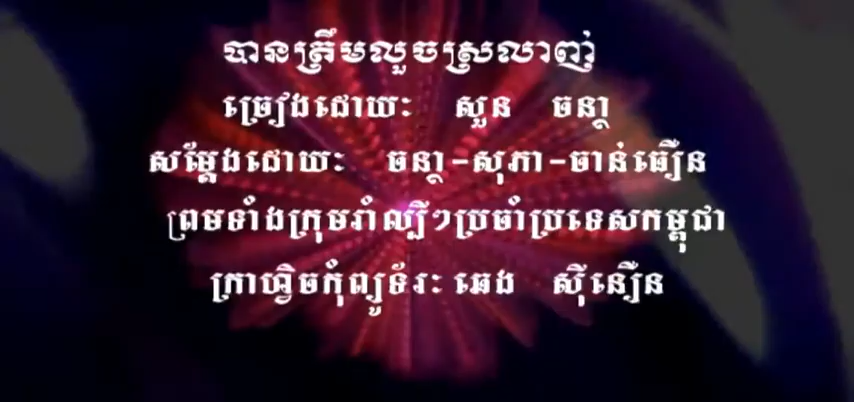 បានត្រឹមលួចស្រលាញ់
ច្រៀងដោយៈ សួន ចន្ថា
សម្តែងដោយៈ ចន្ថា-សុភា-ចាន់ធឿន
ព្រមទាំងក្រុមរាំល្បីៗប្រចាំប្រទេសកម្ពុជា
ក្រាហ្វិចកុំព្យូទ័រៈ ឆេង ស៊ីនឿន